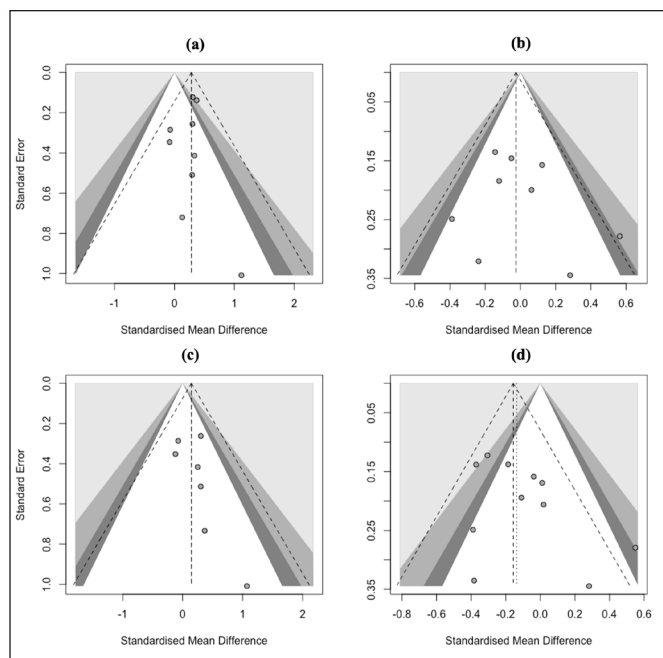 (a)
0.0
0.2
0.4
0.6
0.8
1.0
Standard Error
-1 0 1 2
Standardised Mean Difference
(b)
0.05
0.15
0.25
0.35
-0.6 -0.4 -0.2 0.0 0.2 0.4 0.6
Standardised Mean Difference
(c)
0.0
0.2
0.4
0.6
0.8
1.0
Standard Error
-1 0 1 2
Standardised Mean Difference
(d)
0.05
0.15
0.25
0.35
-0.8 -0.6 -0.4 -0.2 0.0 0.2 0.4
Standardised Mean Difference